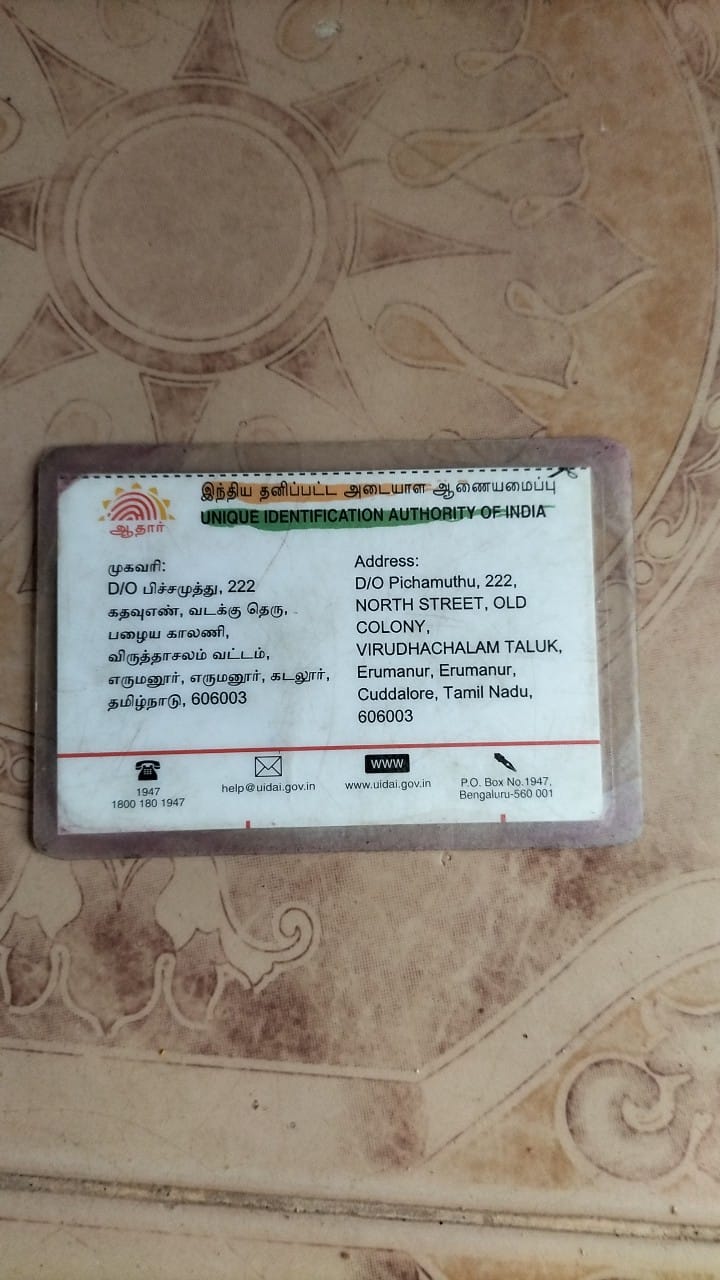 இந்திய தனிப்பட்ட அடையாள ஆணையமைப்பு
UNIQUE IDENTIFICATION AUTHORITY OF INDIA
ஆதார்
முகவரி:
D/O பிச்சமுத்து, 222
கதவுஎண், வடக்கு தெரு,
பழைய காலணி,
விருத்தாசலம் வட்டம்,
எருமனூர், எருமனூர், கடலூர்,
தமிழ்நாடு, 606003
Address:
D/O Pichamuthu, 222,
NORTH STREET, OLD
COLONY,
VIRUDHACHALAM TALUK,
Erumanur, Erumanur,
Cuddalore, Tamil Nadu,
606003
1947
1800 180 1947
help@uidai.gov.in
WWW
www.uidai.gov.in
P.O. Box No.1947,
Bengaluru-560 001